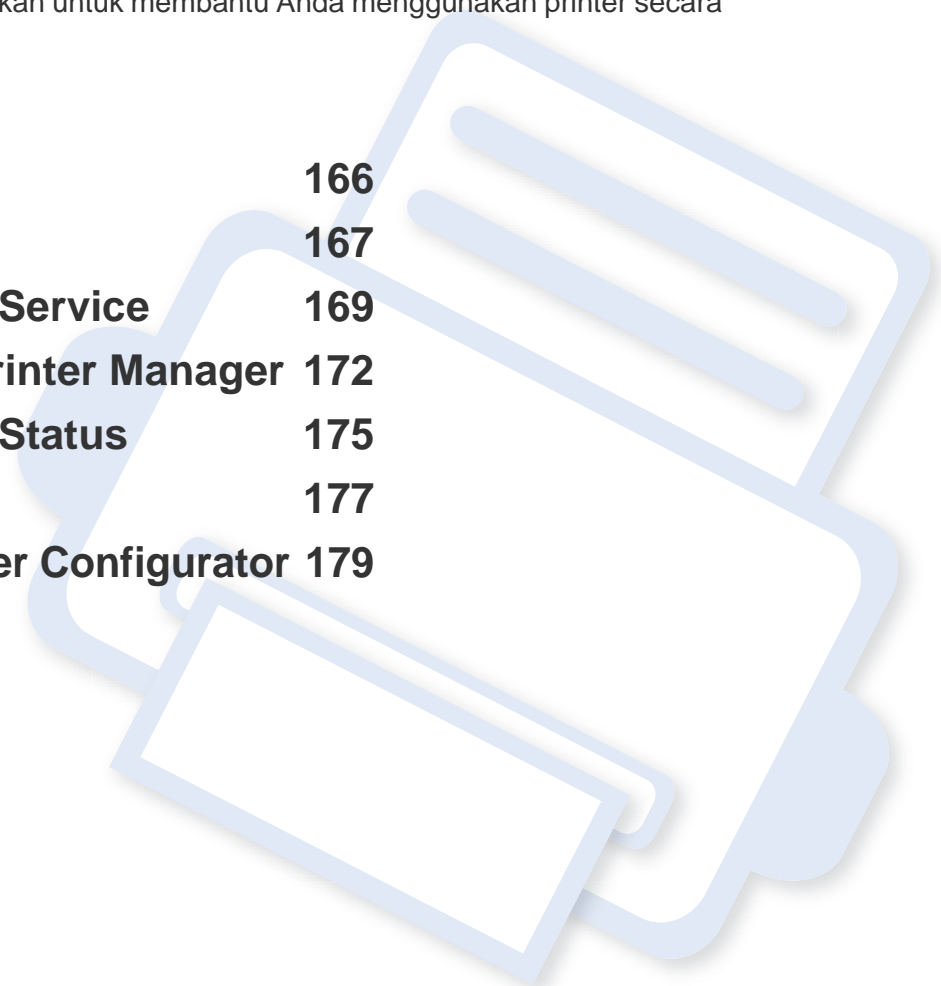 kan untuk membantu Anda menggunakan printer secara
166
167
Service 169
rinter Manager 172
Status 175
177
er Configurator 179